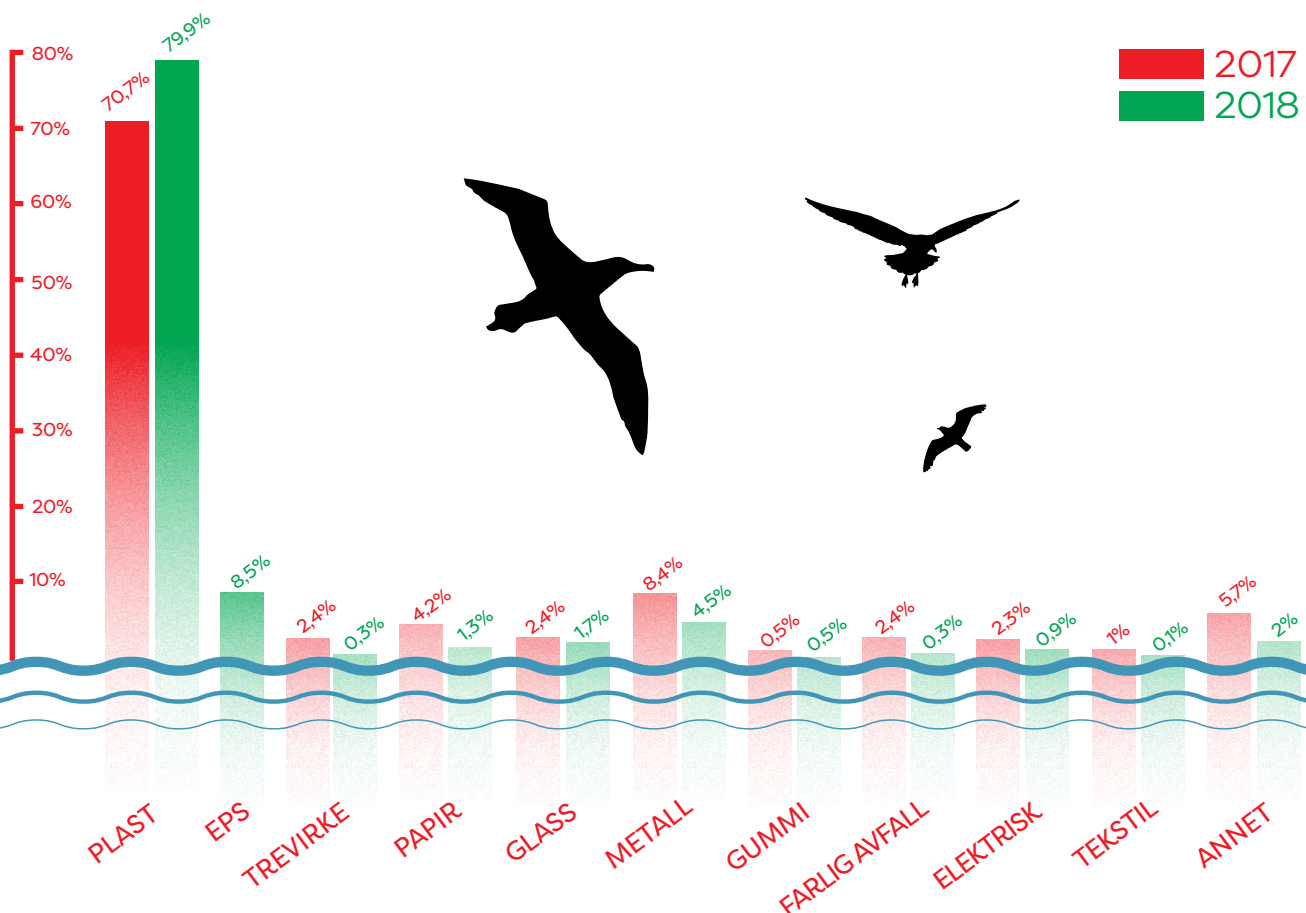 80%
70%
60%
50%
40%
30%
20%
10%
2017
2018
70,7%
79,9%
8,5%
2,4%
0,3%
4,2%
1,3%
2,4%
1,7%
8,4%
4,5%
0,5%
0,5%
2,4%
0,3%
2,3%
0,9%
1%
0,1%
5,7%
2%
PLAST
EPS
TREVIRKE
PAPIR
GLASS
METALL
GUMMI
FARLIG AVFALL
ELEKTRISK
TEKSTIL
ANNET